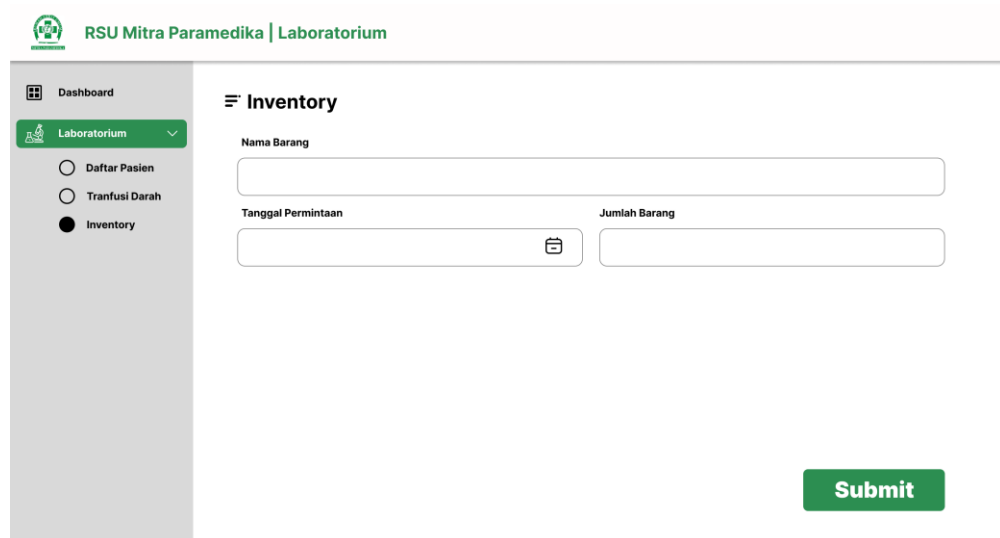 RSU Mitra Paramedika | Laboratorium
Dashboard
Laboratorium
Daftar Pasien
Tranfusi Darah
Inventory
Inventory
Nama Barang
Tanggal Permintaan
Jumlah Barang
Submit